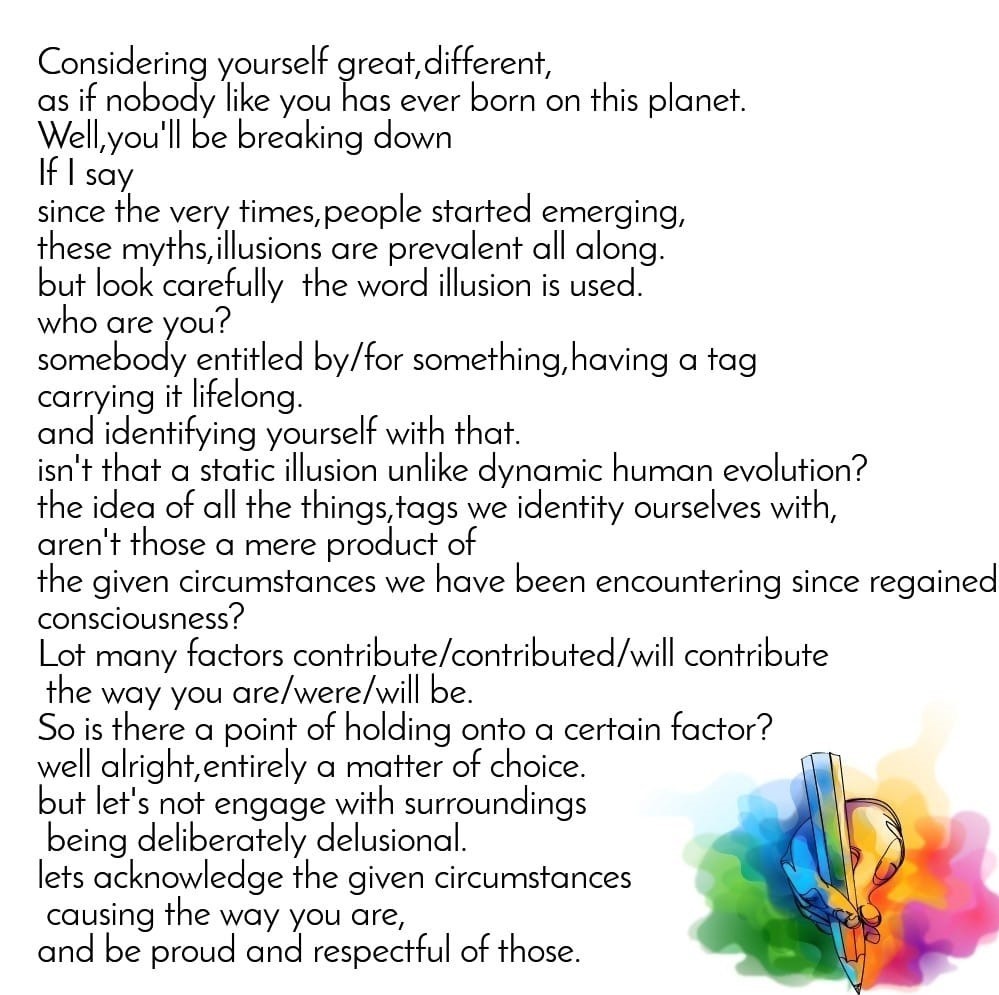 Considering yourself great,different,
as if nobody like you has ever born on this planet.
Well,you'll be breaking down
If I say
since the very times,people started emerging,
these myths,illusions are prevalent all along.
but look carefully  the word illusion is used.
who are you?
somebody entitled by/for something,having a tag
carrying it lifelong.
and identifying yourself with that.
isn't that a static illusion unlike dynamic human evolution?
the idea of all the things,tags we identity ourselves with,
aren't those a mere product of
the given circumstances we have been encountering since regained
consciousness?
Lot many factors contribute/contributed/will contribute
the way you are/were/will be.
So is there a point of holding onto a certain factor?
well alright,entirely a matter of choice.
but let's not engage with surroundings
being deliberately delusional.
lets acknowledge the given circumstances
causing the way you are,
and be proud and respectful of those.